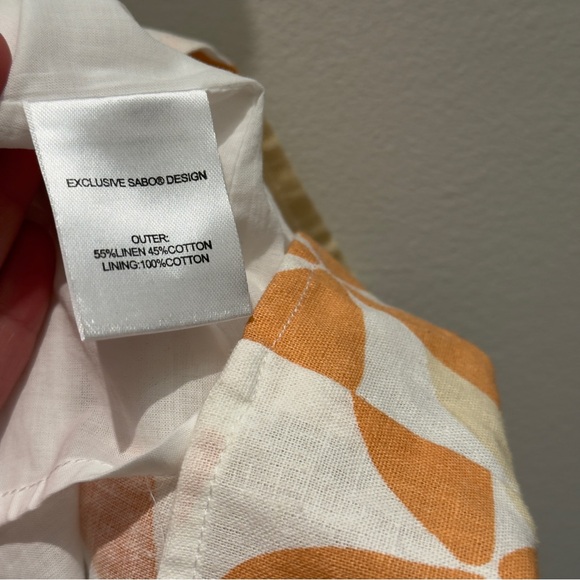 EXCLUSIVE SABO® DESIGN
OUTER:
55%LINEN 45%COTTON
LINING:100%COTTON